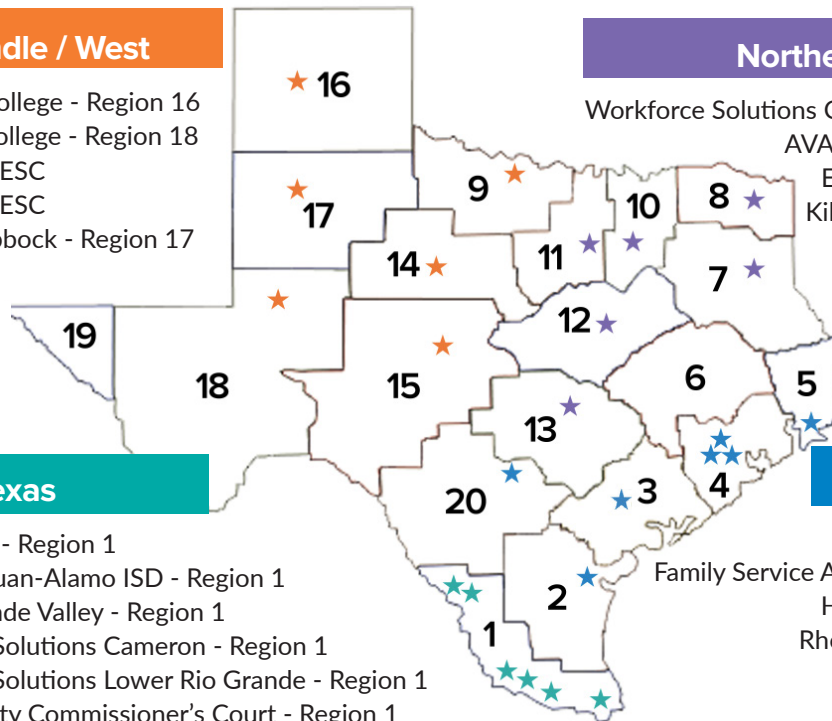 dle / West
ollege - Region 16
ollege - Region 18
ESC
ESC
bock - Region 17
Northe
Workforce Solutions
AVA
E
Kil
16
9
8
10
17
11
14
7
12
19
6
5
18
15
13
4
3
20
2
1
exas
- Region 1
uan-Alamo ISD - Region 1
de Valley - Region 1
Solutions Cameron - Region 1
Solutions Lower Rio Grande - Region 1
ty Commissioner's Court - Region 1
Family Service A
H
Rh